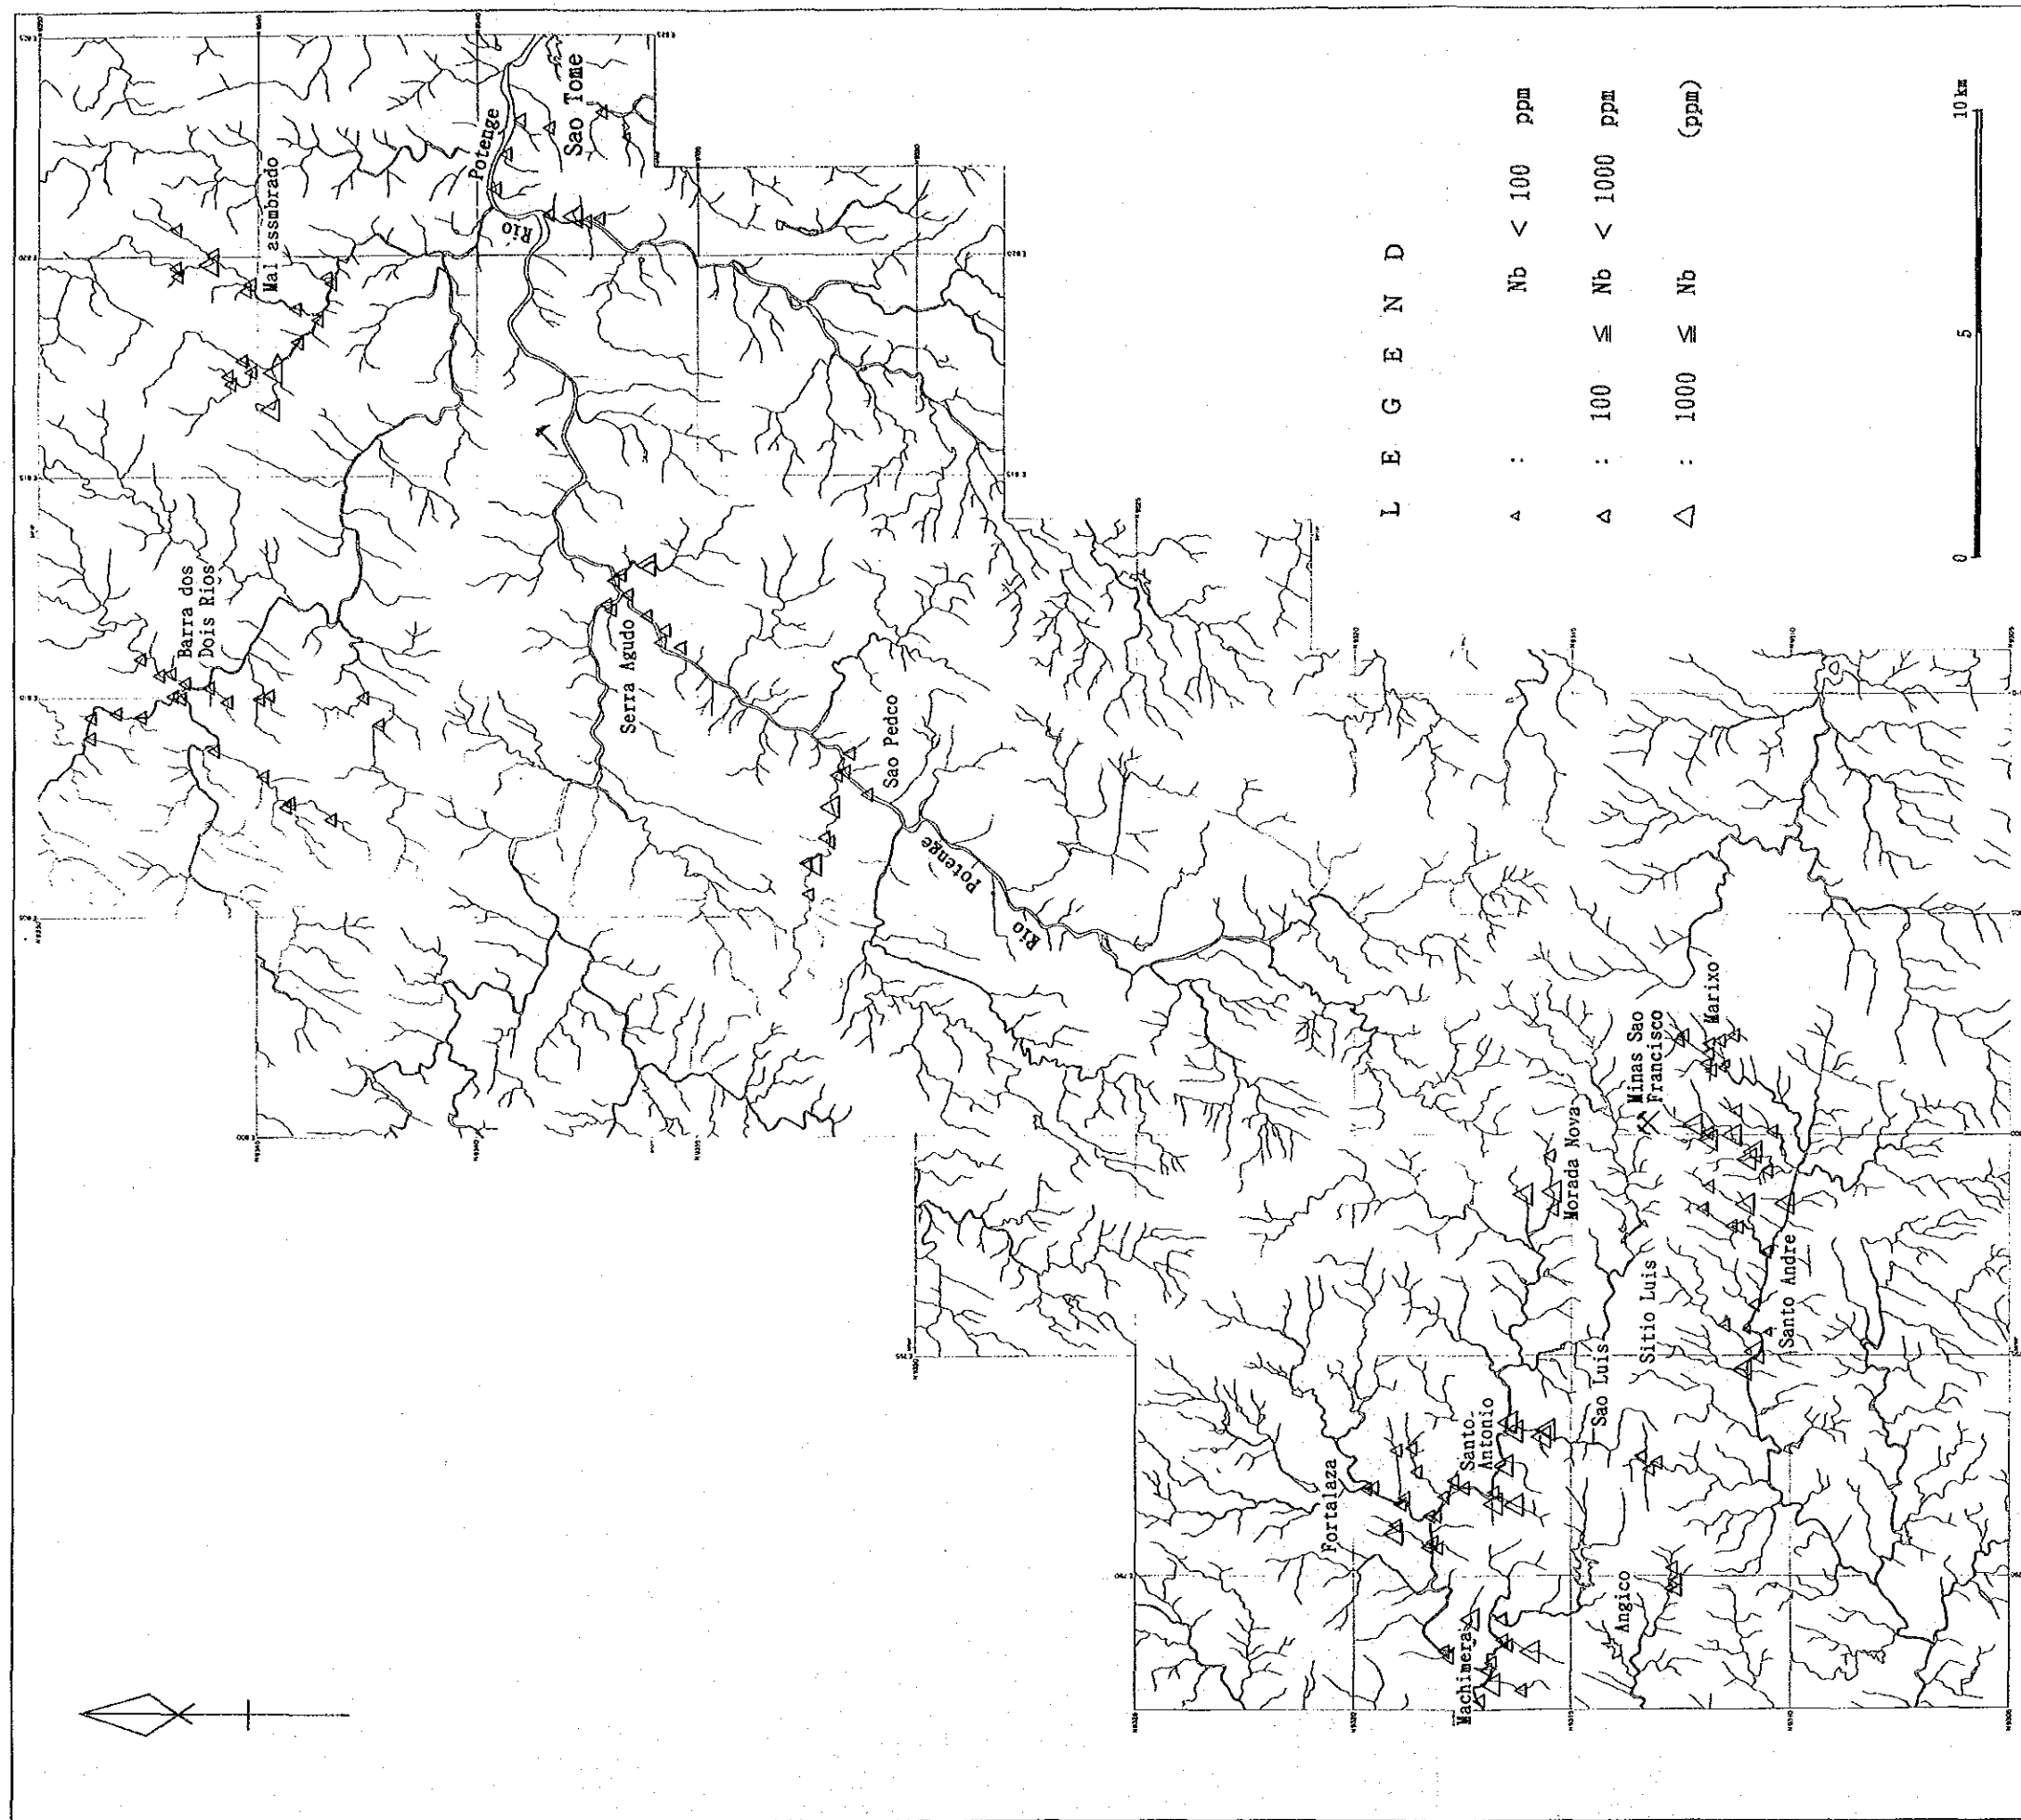 Mal assmbrado
Potenge
Rio
Sao Tome
Barra dos
Dois Rios
Serra Agudo
Sao Pedco
Potenge
Rio
Marixo
Minas Sao
Francisco
Morada Nova
Sitio Luis
Santo Andre
Sao Luis
Santo
Antonio
Fortalaza
Angico
Machimera
L E G E N D
△ : Nb < 100 ppm
△ : 100 ≦ Nb < 1000 ppm
△ : 1000 ≦ Nb (ppm)
0 5 10 km